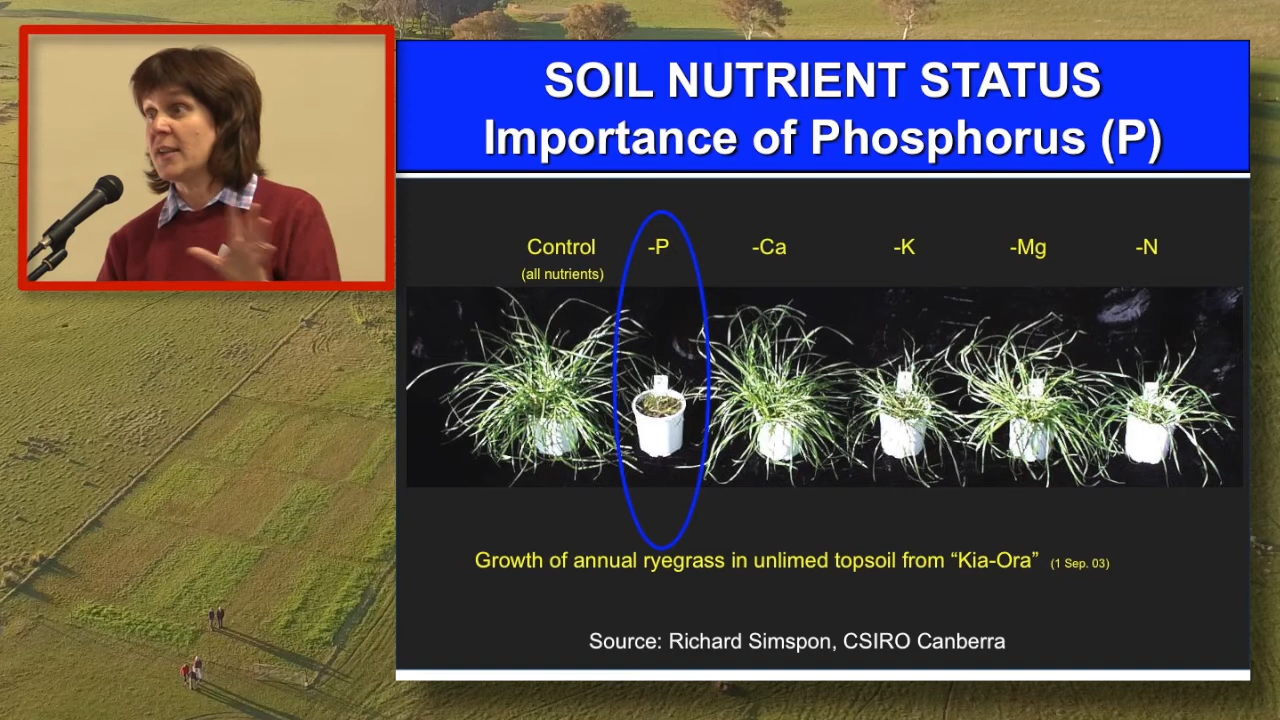 SOIL NUTRIENT STATUS
Importance of Phosphorus (P)
Control -P -Ca -K -Mg -N
(all nutrients)
Growth of annual ryegrass in unlimed topsoil from “Kia-Ora” (1 Sep. 03)
Source: Richard Simspon, CSIRO Canberra